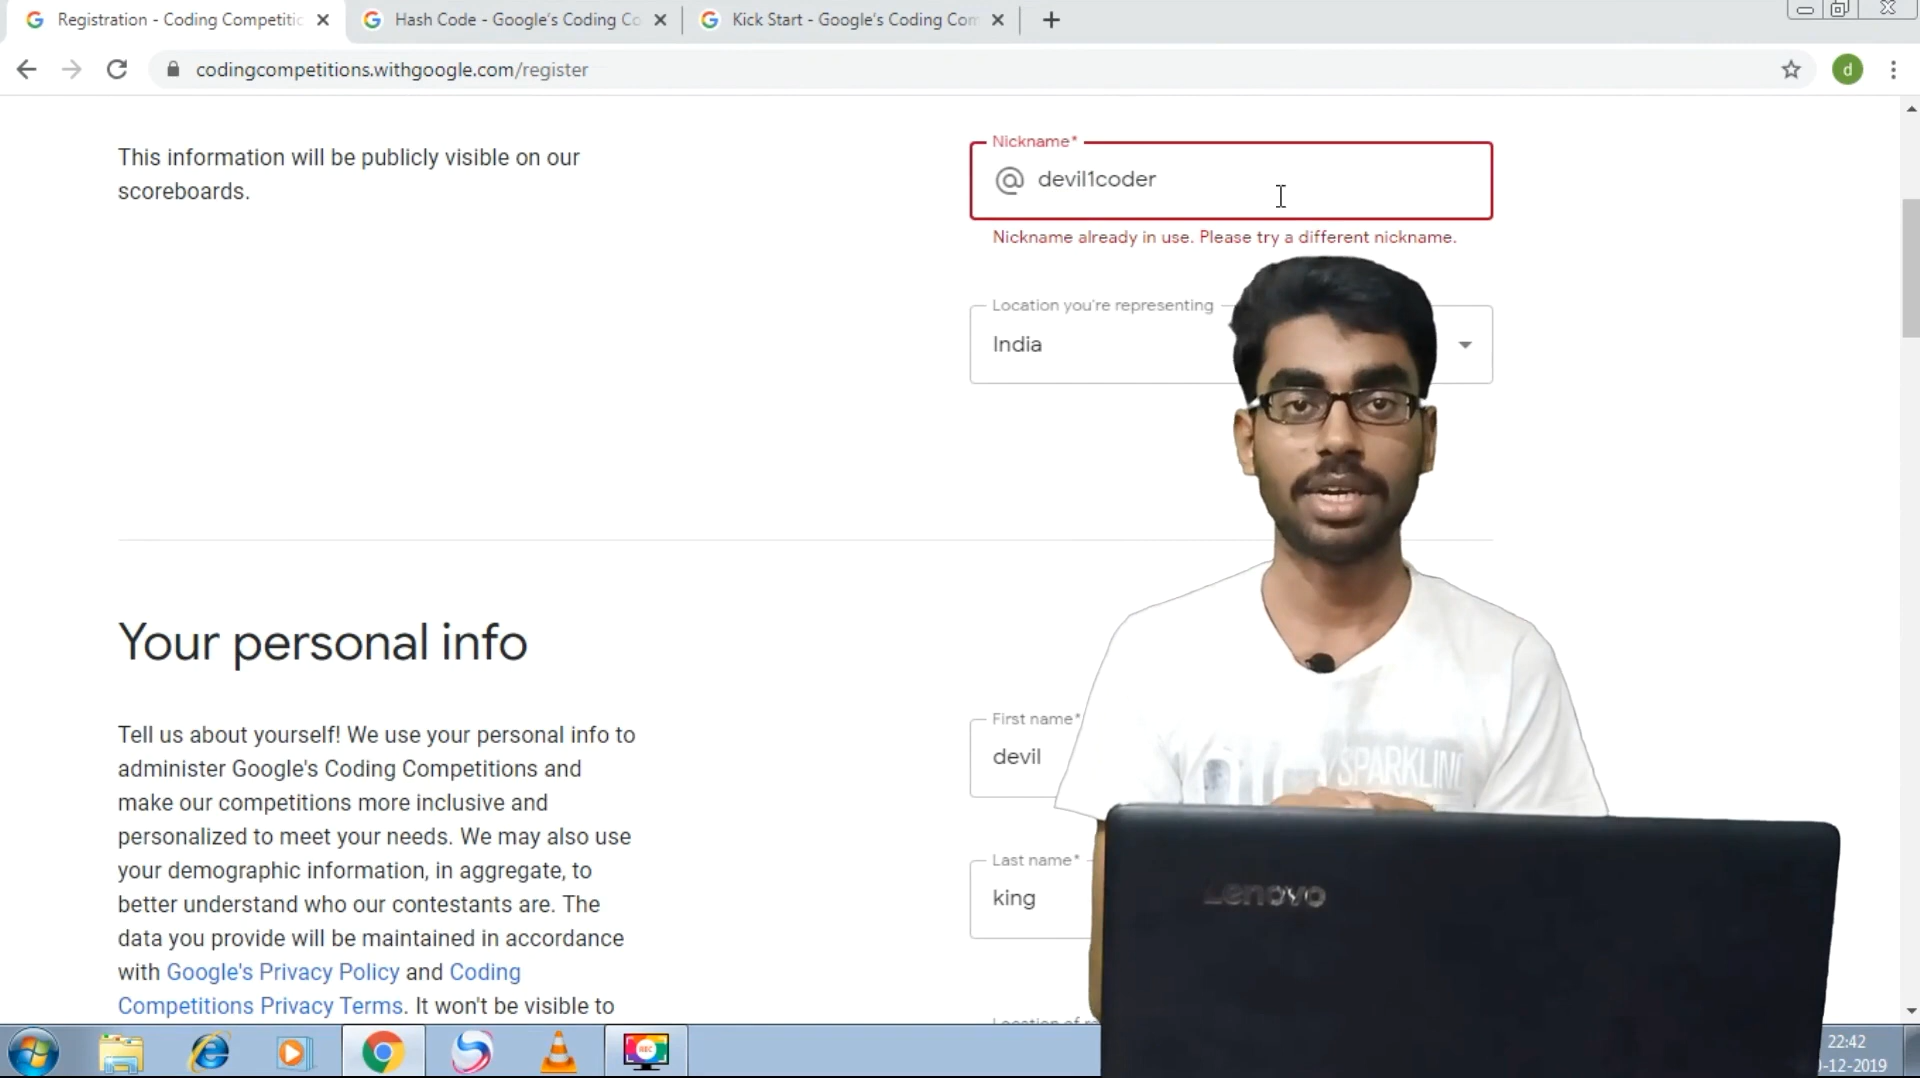 Registration - Coding Competitic
Hash Code - Google's Coding Co
Kick Start - Google's Coding Com
codingcompetitions.withgoogle.com/register
d
This information will be publicly visible on our
scoreboards.
Nickname*
@ devil1coder
Nickname already in use. Please try a different nickname.
Location you're representing
India
Your personal info
Tell us about yourself! We use your personal info to
administer Google's Coding Competitions and
make our competitions more inclusive and
personalized to meet your needs. We may also use
your demographic information, in aggregate, to
better understand who our contestants are. The
data you provide will be maintained in accordance
with Google's Privacy Policy and Coding
Competitions Privacy Terms. It won't be visible to
First name*
devil
Last name*
king
Location of r
SPARKLING
Lenovo
REC
22:42
-12-2019